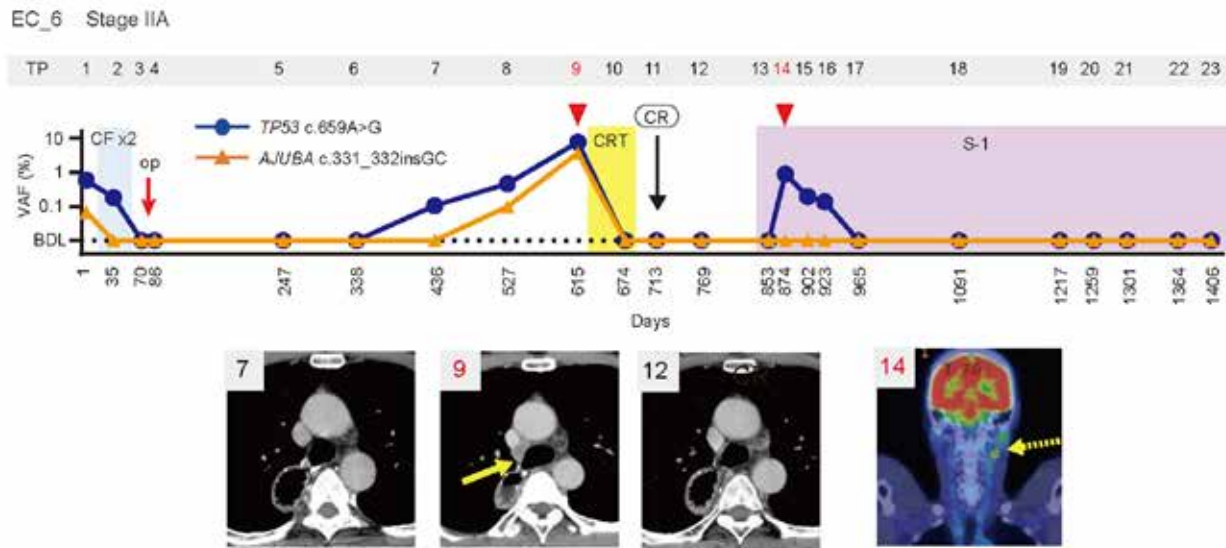 EC_6 Stage IIA
TP 1 2 3 4 5 6 7 8 9 10 11 12 13 14 15 16 17 18 19 20 21 22 23
VAF (%)
10
1
0.1
BDL
CF x2
op
TP53 c.659A>G
AJUBA c.331_332insGC
CRT
CR
S-1
1 35 70 86 247 338 436 527 615 674 713 769 853 874 902 923 965 1091 1217 1259 1301 1364 1406
Days
7
9
12
14